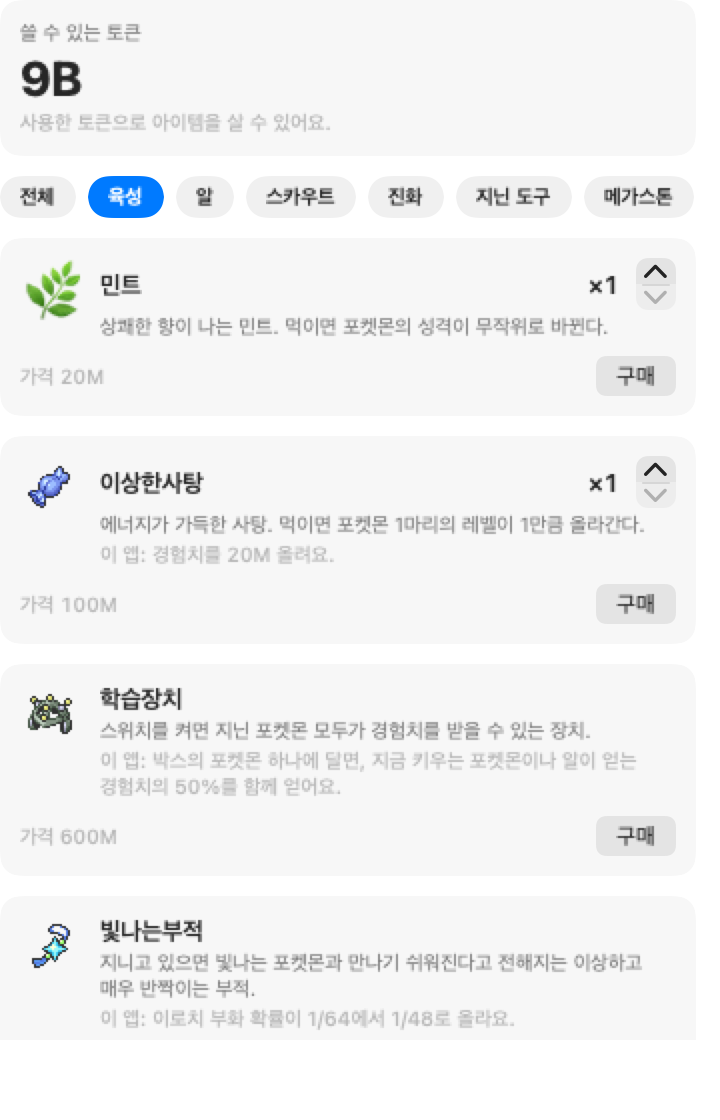 쓸 수 있는 토큰
9B
사용한 토큰으로 아이템을 살 수 있어요.
전체 육성 알 스카우트 진화 지닌 도구 메가스톤
민트 ×1
상쾌한 향이 나는 민트. 먹이면 포켓몬의 성격이 무작위로 바뀐다.
가격 20M 구매
이상한사탕 ×1
에너지가 가득한 사탕. 먹이면 포켓몬 1마리의 레벨이 1만큼 올라간다.
이 앱: 경험치를 20M 올려요.
가격 100M 구매
학습장치
스위치를 켜면 지닌 포켓몬 모두가 경험치를 받을 수 있는 장치.
이 앱: 박스의 포켓몬 하나에 달면, 지금 키우는 포켓몬이나 알이 얻는
경험치의 50%를 함께 얻어요.
가격 600M 구매
빛나는부적
지니고 있으면 빛나는 포켓몬과 만나기 쉬워진다고 전해지는 이상하고
매우 반짝이는 부적.
이 앱: 이로치 부화 확률이 1/64에서 1/48로 올라요.